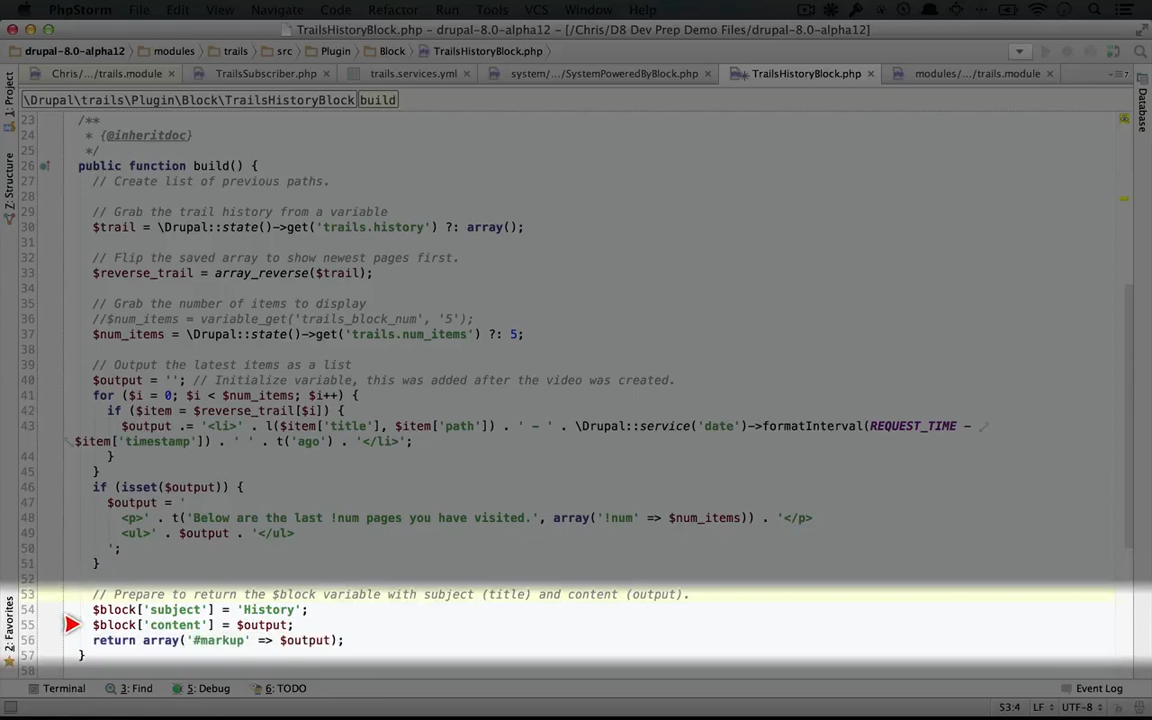 PhpStorm File Edit View Navigate Code Refactor Run Tools VCS Window Help
TrailsHistoryBlock.php - drupal-8.0-alpha12 - [/Chris/D8 Dev Prep Demo Files/drupal-8.0-alpha12]
drupal-8.0-alpha12 modules trails src Plugin Block TrailsHistoryBlock.php
Chris/.../trails.module TrailsSubscriber.php trails.services.yml system/.../SystemPoweredByBlock.php TrailsHistoryBlock.php modules/.../trails.module
\Drupal\trails\Plugin\Block\TrailsHistoryBlock build
1: Project
Z: Structure
2: Favorites
Database
23 /**
24 * {@inheritdoc}
25 */
26 public function build() {
27 // Create list of previous paths.
28
29 // Grab the trail history from a variable
30 $trail = \Drupal::state()->get('trails.history') ?: array();
31
32 // Flip the saved array to show newest pages first.
33 $reverse_trail = array_reverse($trail);
34
35 // Grab the number of items to display
36 //$num_items = variable_get('trails_block_num', '5');
37 $num_items = \Drupal::state()->get('trails.num_items') ?: 5;
38
39 // Output the latest items as a list
40 $output = ''; // Initialize variable, this was added after the video was created.
41 for ($i = 0; $i < $num_items; $i++) {
42 if ($item = $reverse_trail[$i]) {
43 $output .= '<li>' . l($item['title'], $item['path']) . ' - ' . \Drupal::service('date')->formatInterval(REQUEST_TIME -
$item['timestamp']) . ' ' . t('ago') . '</li>';
44 }
45 }
46 if (isset($output)) {
47 $output = '
48 <p>' . t('Below are the last !num pages you have visited.', array('!num' => $num_items)) . '</p>
49 <ul>' . $output . '</ul>
50 ';
51 }
52
53 // Prepare to return the $block variable with subject (title) and content (output).
54 $block['subject'] = 'History';
55 $block['content'] = $output;
56 return array('#markup' => $output);
57 }
58
Terminal 3: Find 5: Debug 6: TODO Event Log
53:4 LF UTF-8